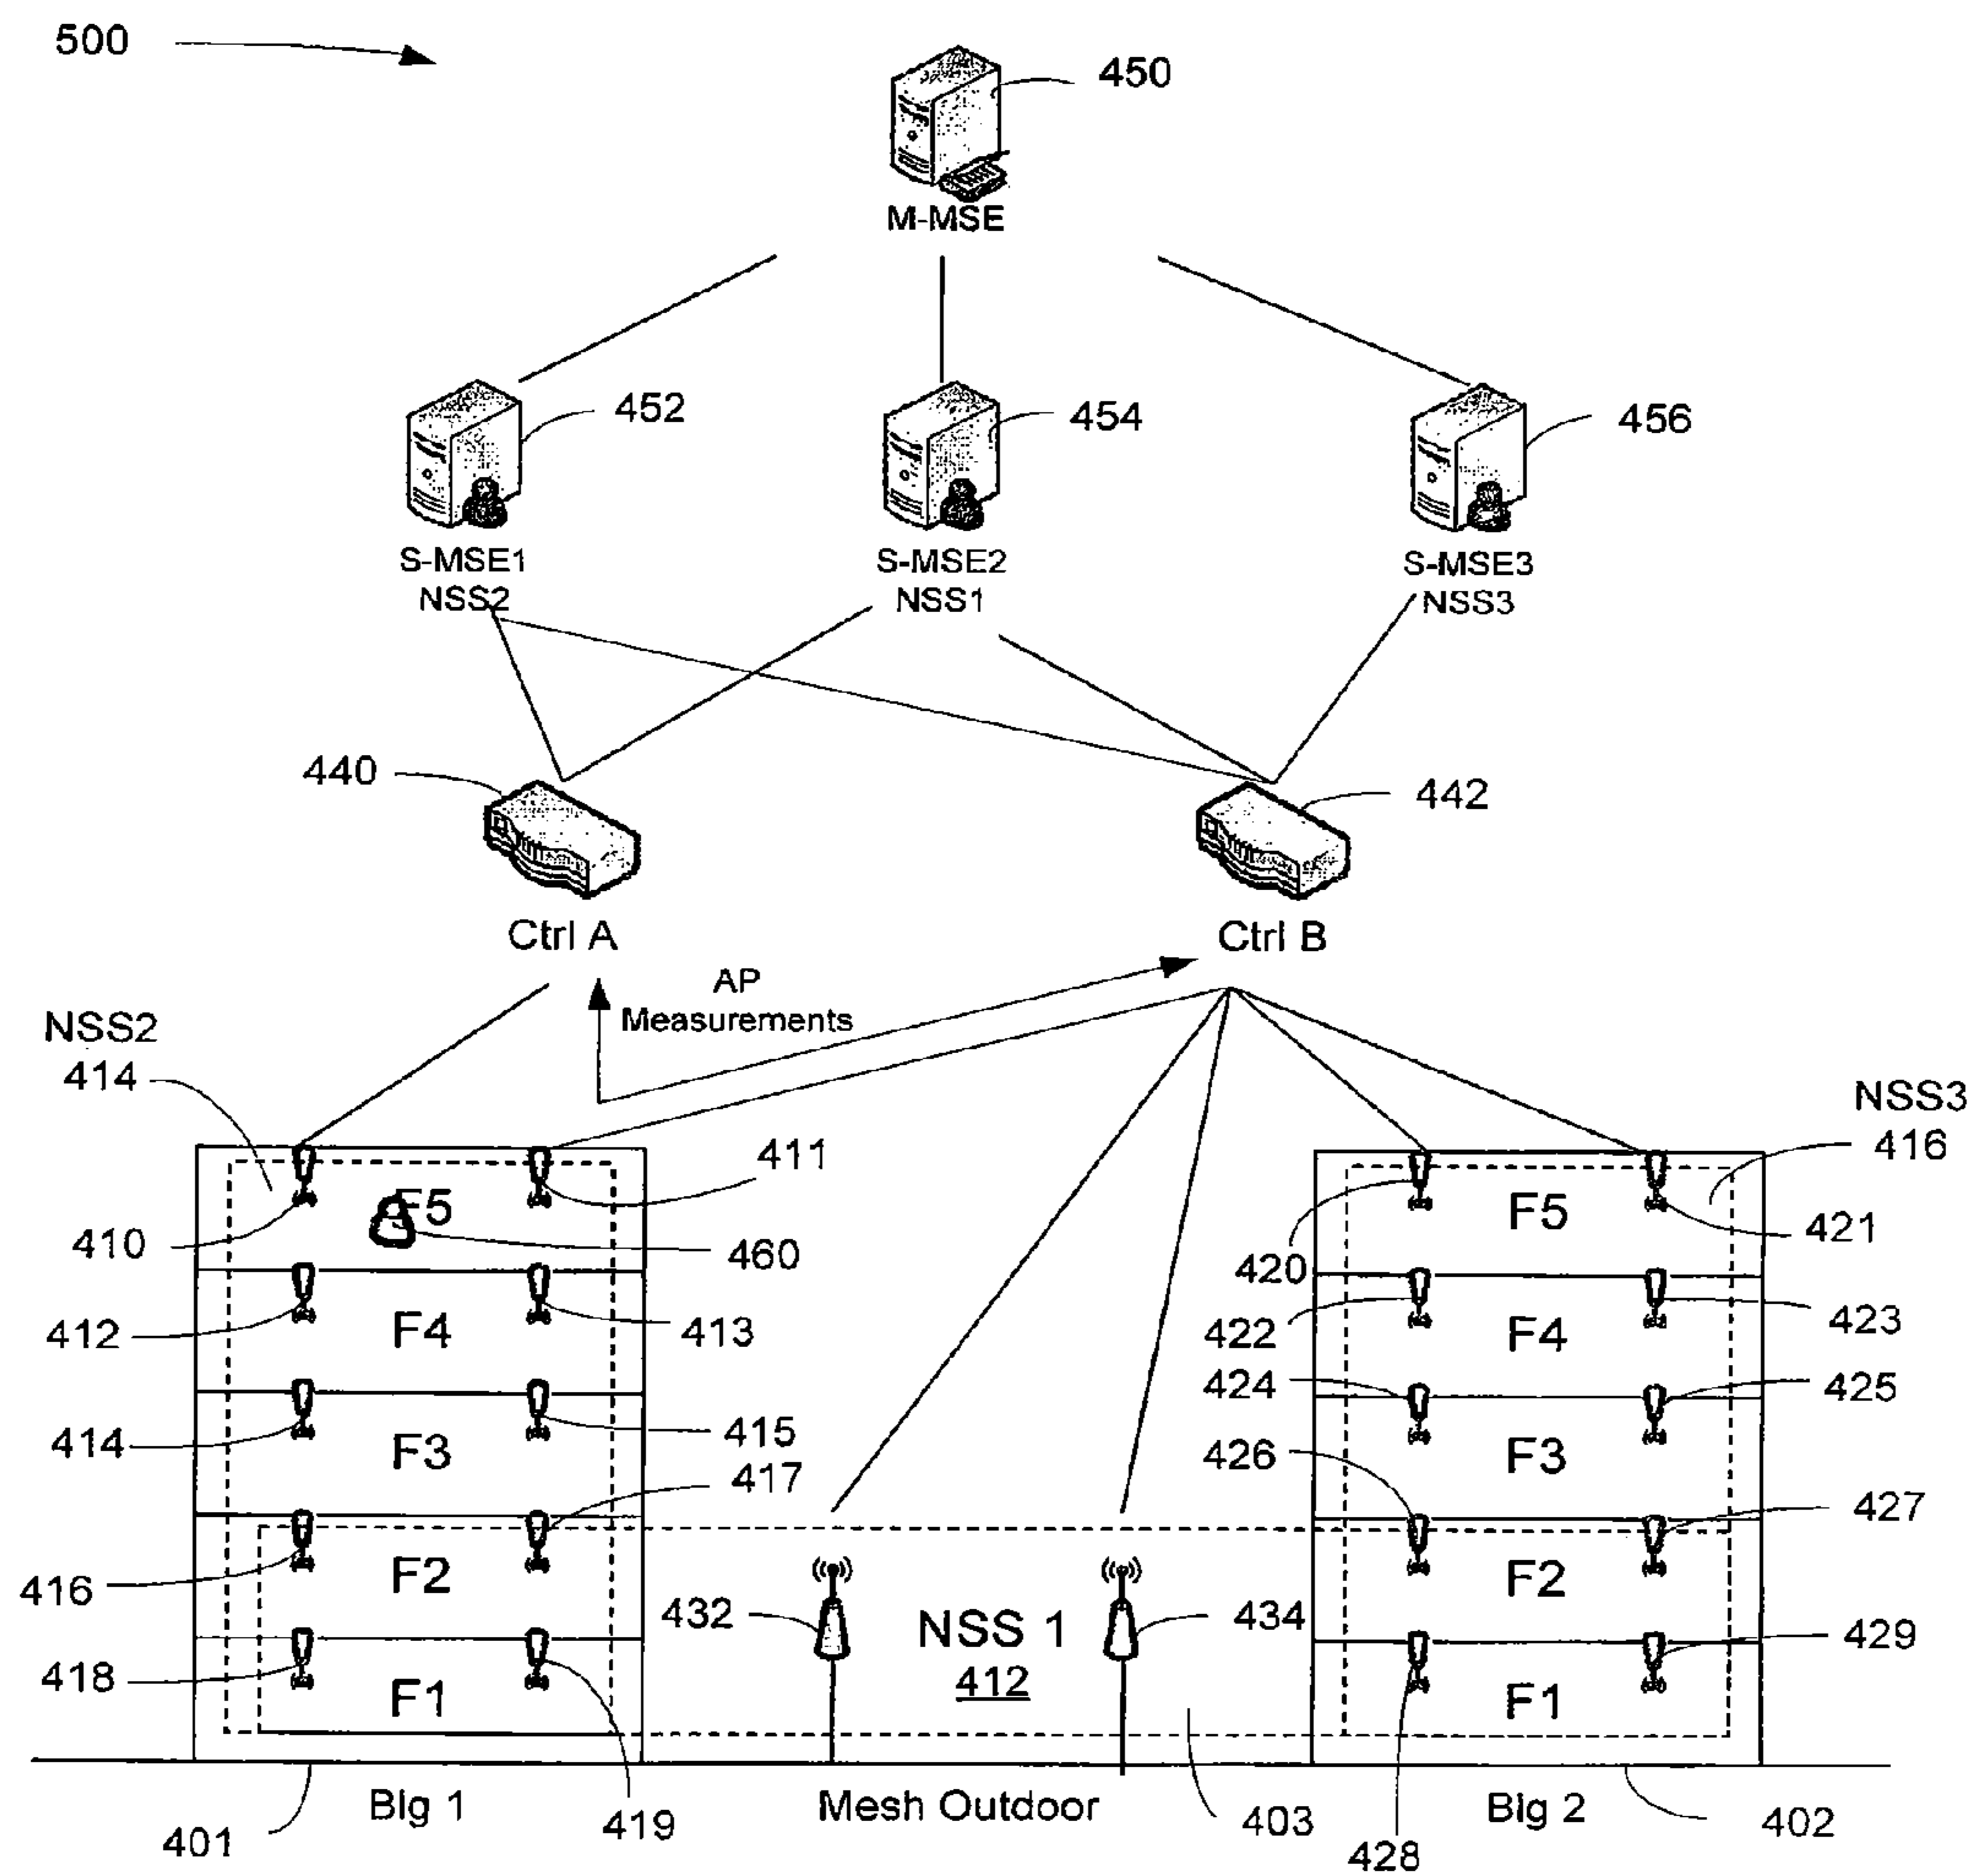 500
450
M-MSE
452
454
456
S-MSE1
NSS2
S-MSE2
NSS1
S-MSE3
NSS3
440
442
Ctrl A
Ctrl B
AP
Measurements
NSS2
414
NSS3
416
411
F5
410
460
F5
420
421
412
F4
413
422
F4
423
414
F3
415
424
F3
425
417
426
427
416
F2
F2
432
NSS 1
434
412
418
F1
419
F1
429
428
401
Blg 1
Mesh Outdoor
403
Blg 2
402